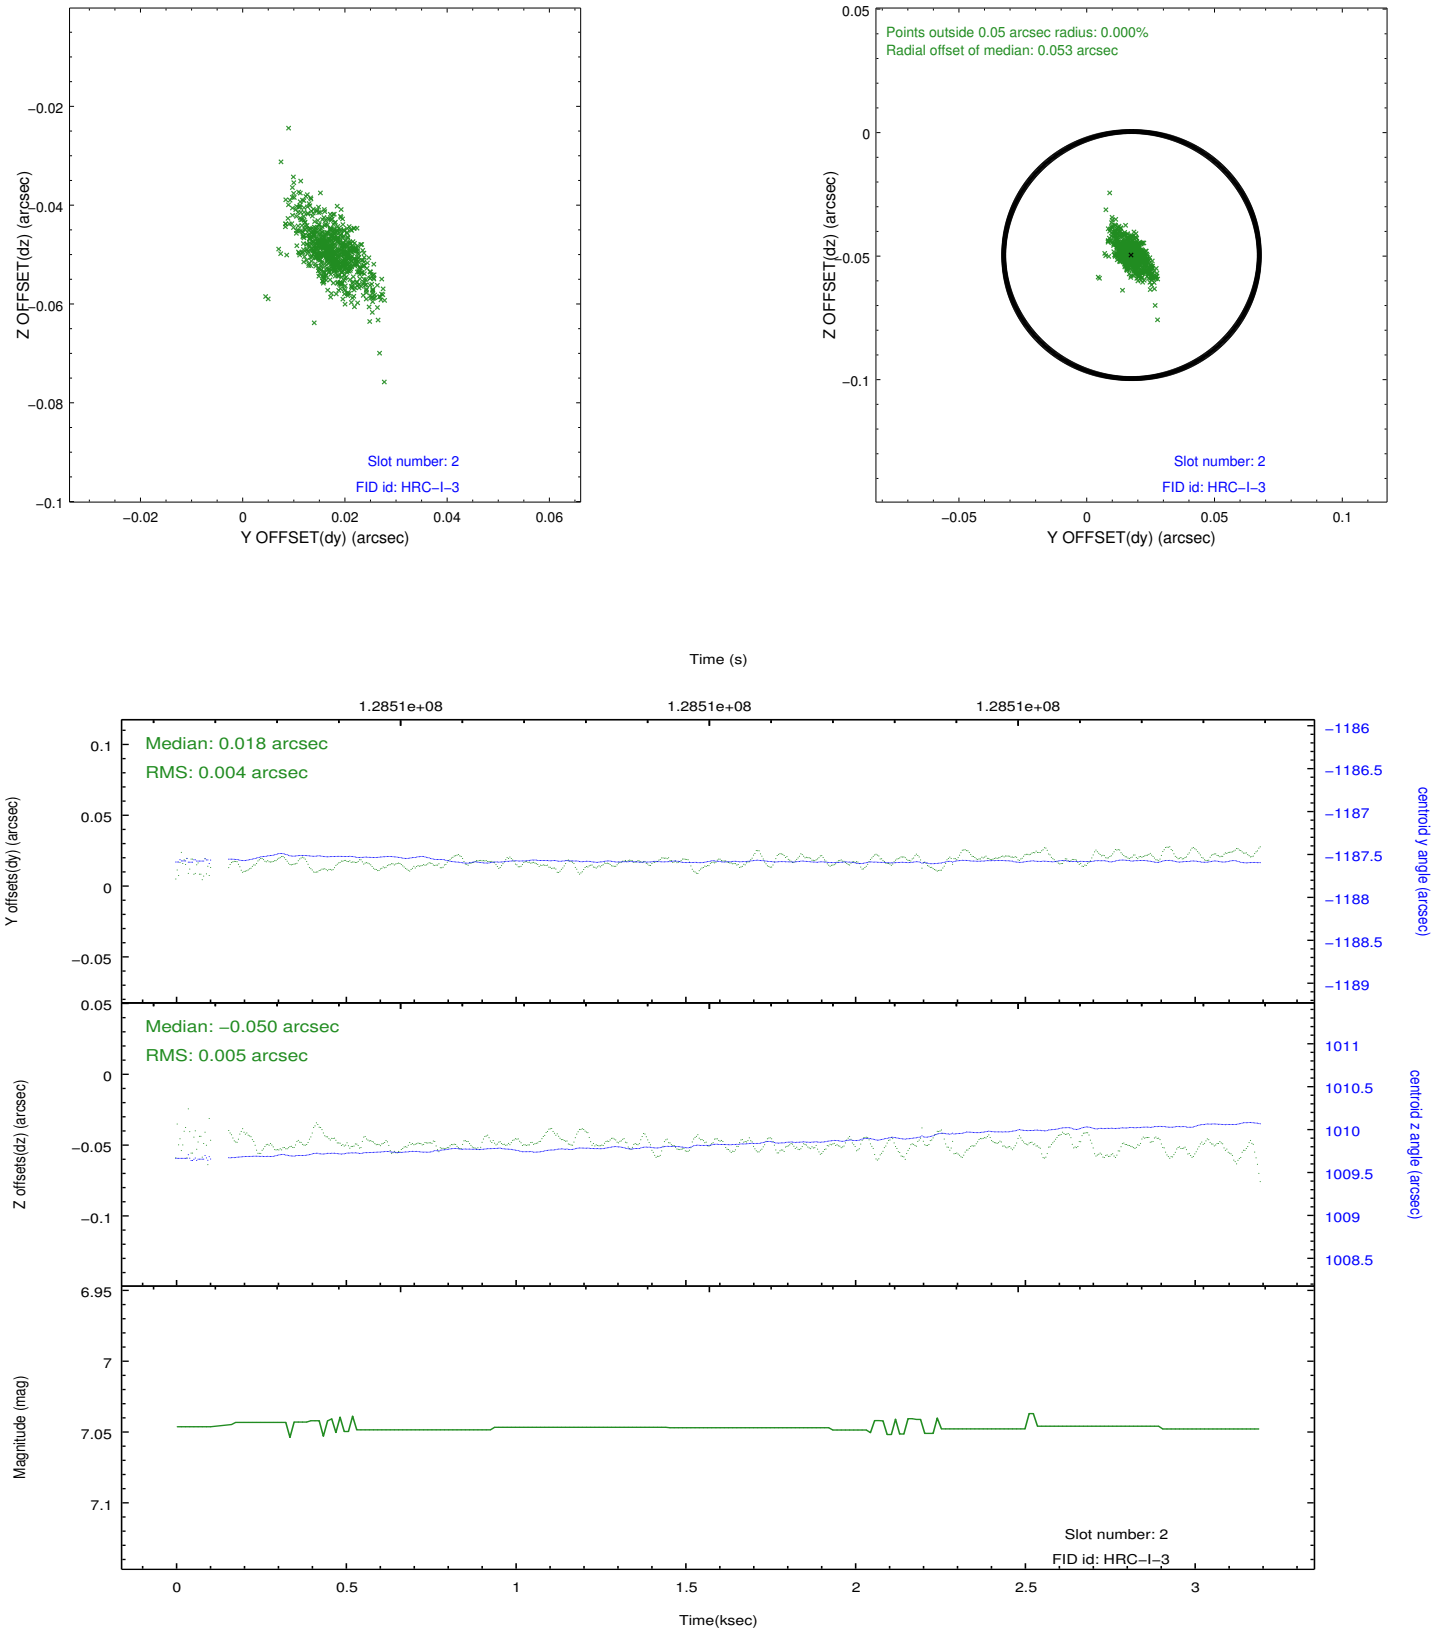 Z OFFSET(dz) (arcsec)
−0.02
−0.04
−0.06
−0.08
−0.1
−0.02
0
0.02
0.04
0.06
Y OFFSET(dy) (arcsec)
Slot number: 2
FID id: HRC−I−3
Points outside 0.05 arcsec radius: 0.000%
Radial offset of median: 0.053 arcsec
Z OFFSET(dz) (arcsec)
0.05
0
−0.05
−0.1
−0.05
0
0.05
0.1
Y OFFSET(dy) (arcsec)
Slot number: 2
FID id: HRC−I−3
Time (s)
1.2851e+08
1.2851e+08
1.2851e+08
Median: 0.018 arcsec
RMS: 0.004 arcsec
Y offsets(dy) (arcsec)
0.1
0.05
0
−0.05
centroid y angle (arcsec)
−1186
−1186.5
−1187
−1187.5
−1188
−1188.5
−1189
Median: −0.050 arcsec
RMS: 0.005 arcsec
Z offsets(dz) (arcsec)
0.05
0
−0.05
−0.1
centroid z angle (arcsec)
1011
1010.5
1010
1009.5
1009
1008.5
Magnitude (mag)
6.95
7
7.05
7.1
Slot number: 2
FID id: HRC−I−3
0
0.5
1
1.5
2
2.5
3
Time(ksec)